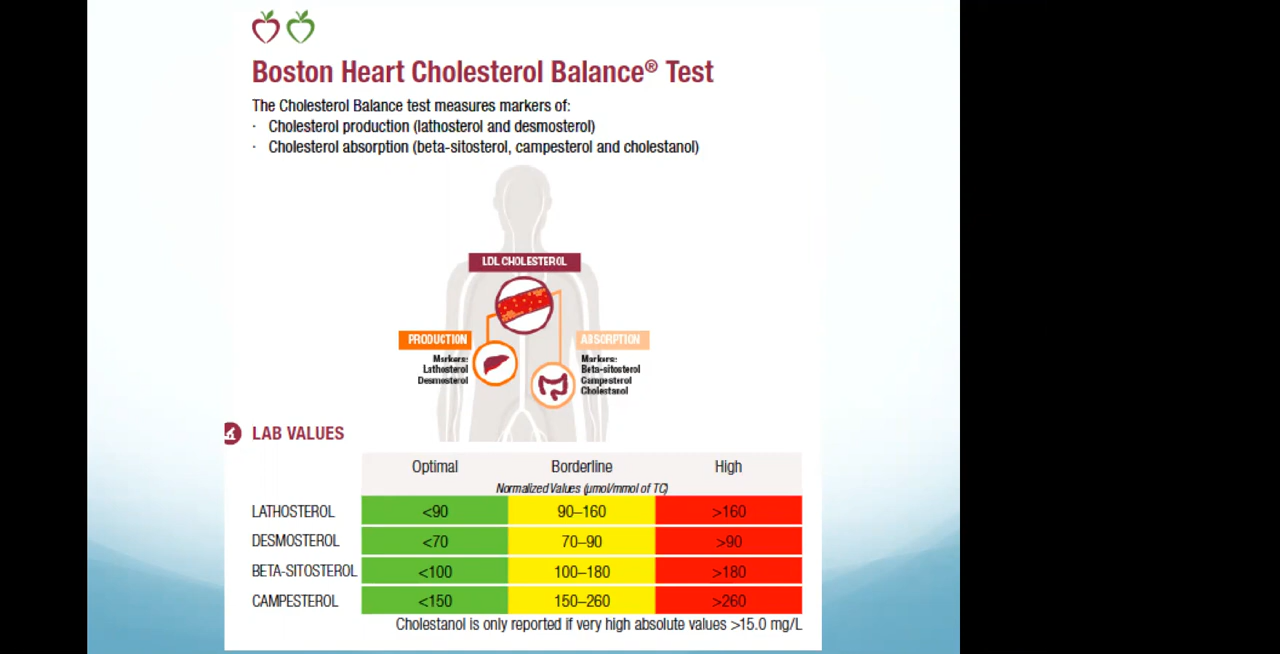 Boston Heart Cholesterol Balance® Test
The Cholesterol Balance test measures markers of:
· Cholesterol production (lathosterol and desmosterol)
· Cholesterol absorption (beta-sitosterol, campesterol and cholestanol)
LDL CHOLESTEROL
PRODUCTION
Markers:
Lathosterol
Desmosterol
ABSORPTION
Markers:
Beta-sitosterol
Campesterol
Cholestanol
LAB VALUES
Optimal Borderline High
Normalized Values (µmol/mmol of TC)
LATHOSTEROL <90 90–160 >160
DESMOSTEROL <70 70–90 >90
BETA-SITOSTEROL <100 100–180 >180
CAMPESTEROL <150 150–260 >260
Cholestanol is only reported if very high absolute values >15.0 mg/L